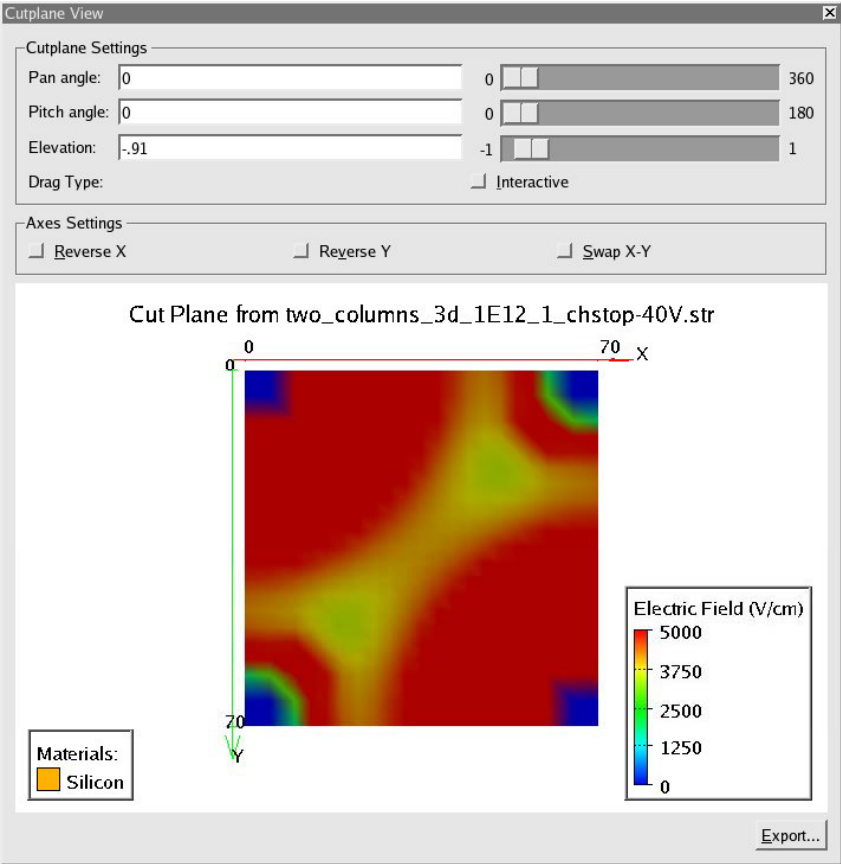 Cutplane View
Cutplane Settings
Pan angle: 0 0 360
Pitch angle: 0 0 180
Elevation: -.91 -1 1
Drag Type: Interactive
Axes Settings
Reverse X Reverse Y Swap X-Y
Cut Plane from two_columns_3d_1E12_1_chstop-40V.str
0 70 X
0
70
Y
Electric Field (V/cm)
5000
3750
2500
1250
0
Materials:
Silicon
Export...